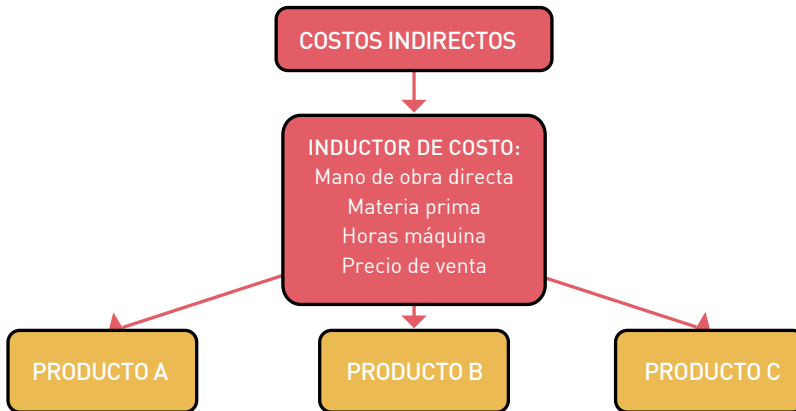 COSTOS INDIRECTOS
INDUCTOR DE COSTO:
Mano de obra directa
Materia prima
Horas máquina
Precio de venta
PRODUCTO A
PRODUCTO B
PRODUCTO C